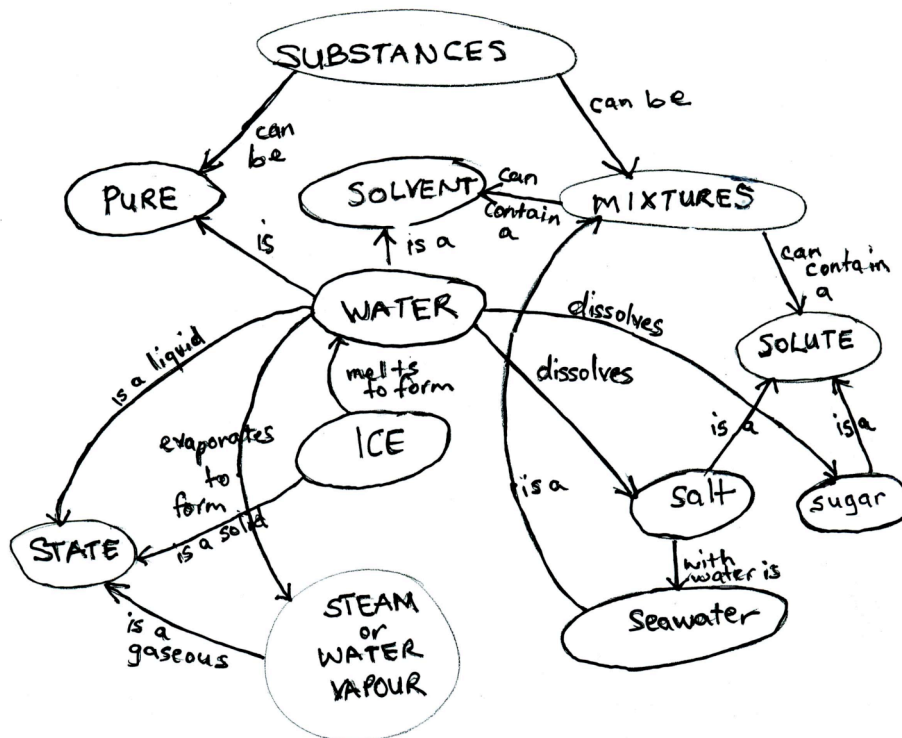 SUBSTANCES
can
be
can be
PURE
SOLVENT
can
contain
a
MIXTURES
is
is a
can
contain
a
WATER
dissolves
SOLUTE
is a liquid
melts
to form
dissolves
evaporates
to
form
ICE
is a
is a
is a
salt
sugar
STATE
is a solid
with
water is
STEAM
or
WATER
VAPOUR
seawater
is a
gaseous